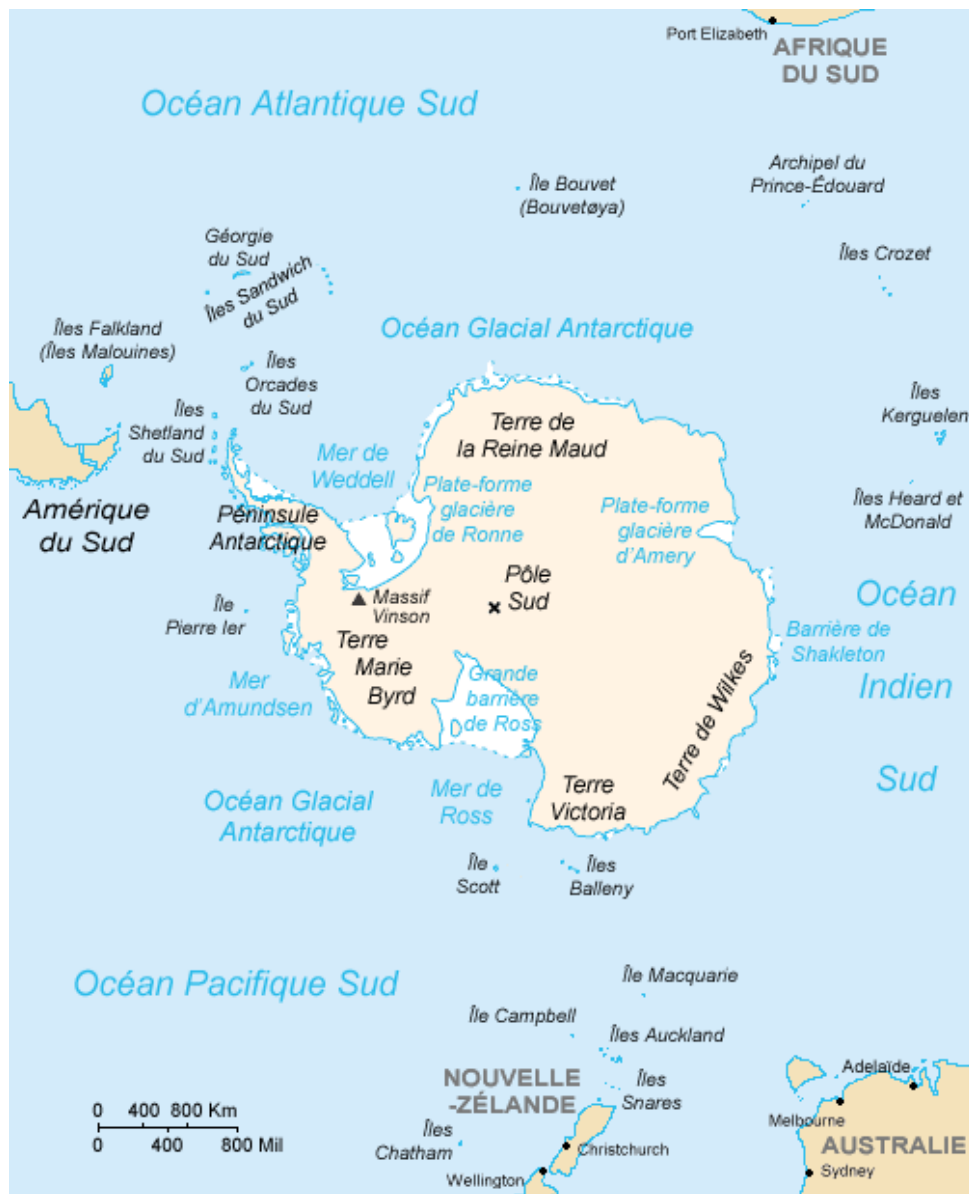 Port Elizabeth
AFRIQUE
DU SUD
Océan Atlantique Sud
Archipel du
Prince-Édouard
Île Bouvet
(Bouvetøya)
Géorgie
du Sud
Îles Crozet
Îles Sandwich
du Sud
Îles Falkland
(Îles Malouines)
Océan Glacial Antarctique
Îles
Orcades
du Sud
Îles
Kerguelen
Îles
Shetland
du Sud
Terre de
la Reine Maud
Mer de
Weddell
Plate-forme
glacière
de Ronne
Plate-forme
glacière
d'Amery
Îles Heard et
McDonald
Amérique
du Sud
Péninsule
Antarctique
Pôle
Sud
Massif
Vinson
Île
Pierre Ier
Océan
Indien
Sud
Barrière de
Shakleton
Terre
Marie
Byrd
Grande
barrière
de Ross
Mer
d'Amundsen
Terre de Wilkes
Océan Glacial
Antarctique
Mer de
Ross
Terre
Victoria
Île
Scott
Îles
Balleny
Océan Pacifique Sud
Île Macquarie
Île Campbell
Îles Auckland
NOUVELLE
-ZÉLANDE
Îles
Snares
Adelaïde
Melbourne
AUSTRALIE
Sydney
0 400 800 Km
0 400 800 Mil
Îles
Chatham
Christchurch
Wellington